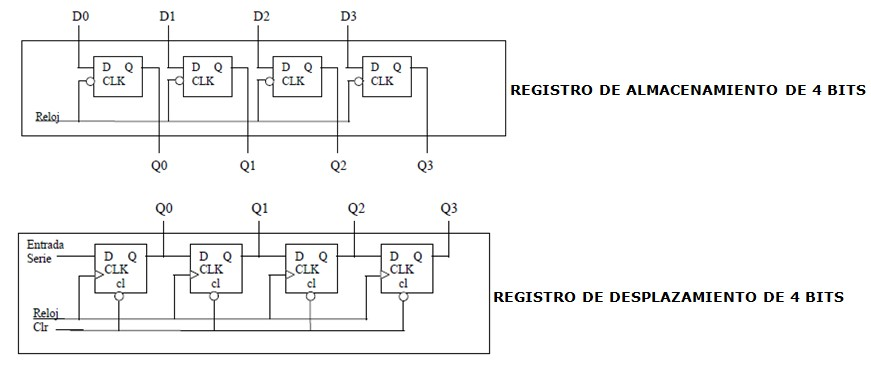 D0 D1 D2 D3
D Q D Q D Q D Q
CLK CLK CLK CLK
REGISTRO DE ALMACENAMIENTO DE 4 BITS
Reloj
Q0 Q1 Q2 Q3
Q0 Q1 Q2 Q3
Entrada
Serie
D Q D Q D Q D Q
CLK CLK CLK CLK
cl cl cl cl
REGISTRO DE DESPLAZAMIENTO DE 4 BITS
Reloj
Clr